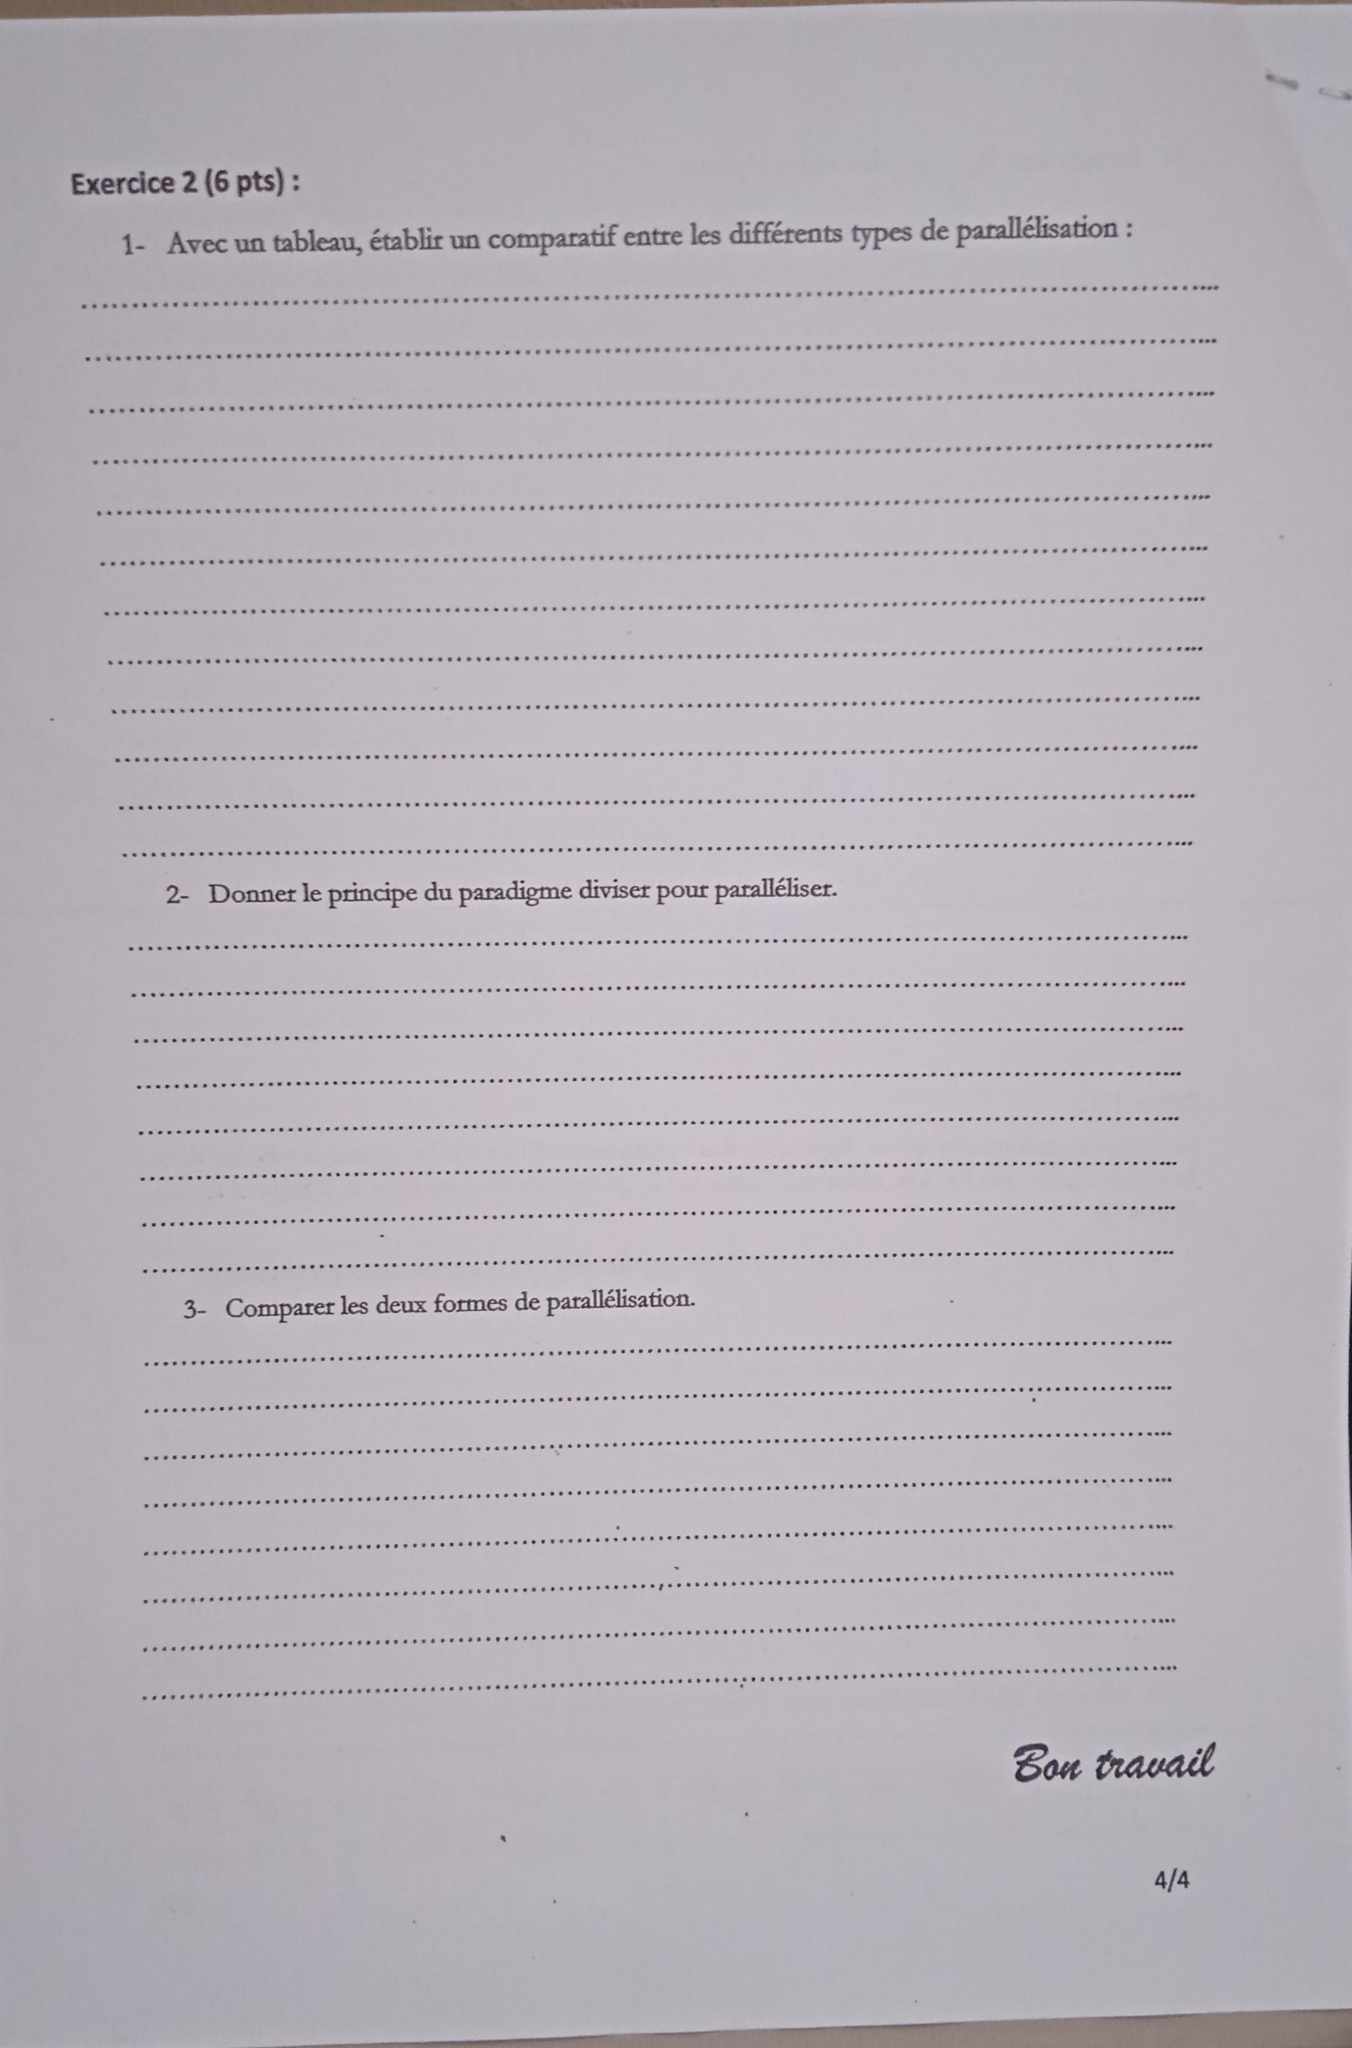 Exercice 2 (6 pts) :
1- Avec un tableau, établir un comparatif entre les différents types de parallélisation :
2- Donner le principe du paradigme diviser pour paralléliser.
3- Comparer les deux formes de parallélisation.
Bon travail
4/4